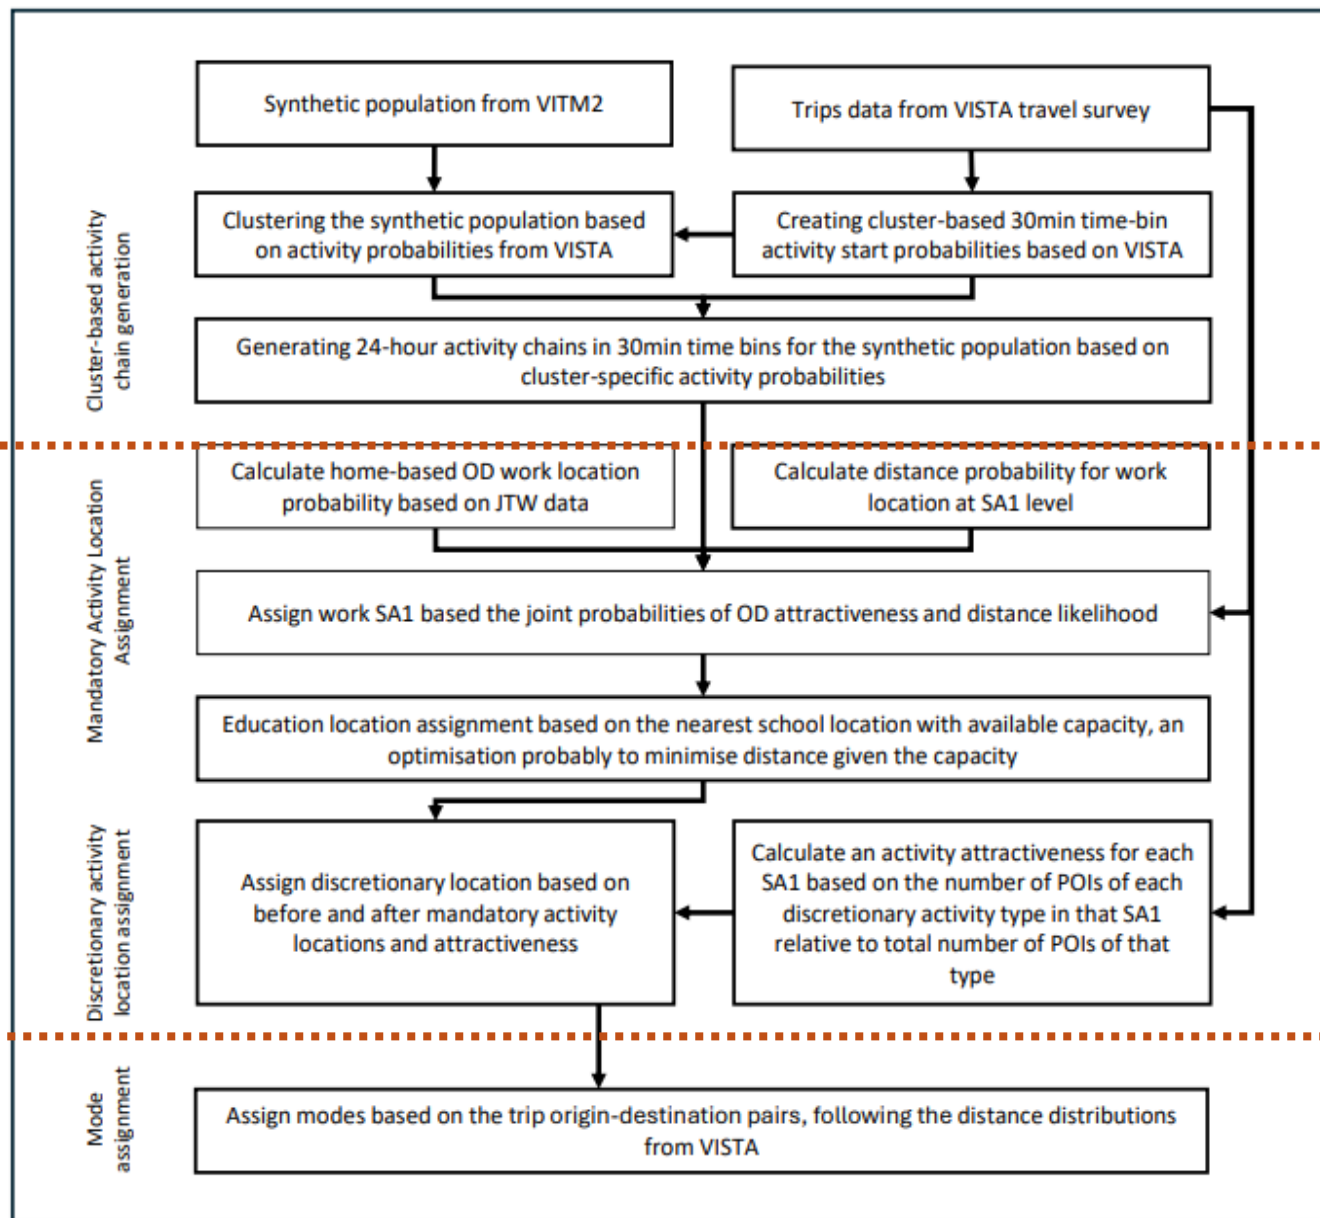 Synthetic population from VITM2
Trips data from VISTA travel survey
Cluster-based activity
chain generation
Clustering the synthetic population based
on activity probabilities from VISTA
Creating cluster-based 30min time-bin
activity start probabilities based on VISTA
Generating 24-hour activity chains in 30min time bins for the synthetic population based on
cluster-specific activity probabilities
Mandatory Activity Location
Assignment
Calculate home-based OD work location
probability based on JTW data
Calculate distance probability for work
location at SA1 level
Assign work SA1 based the joint probabilities of OD attractiveness and distance likelihood
Education location assignment based on the nearest school location with available capacity, an
optimisation probably to minimise distance given the capacity
Discretionary activity
location assignment
Assign discretionary location based on
before and after mandatory activity
locations and attractiveness
Calculate an activity attractiveness for each
SA1 based on the number of POIs of each
discretionary activity type in that SA1
relative to total number of POIs of that
type
Mode
assignment
Assign modes based on the trip origin-destination pairs, following the distance distributions
from VISTA